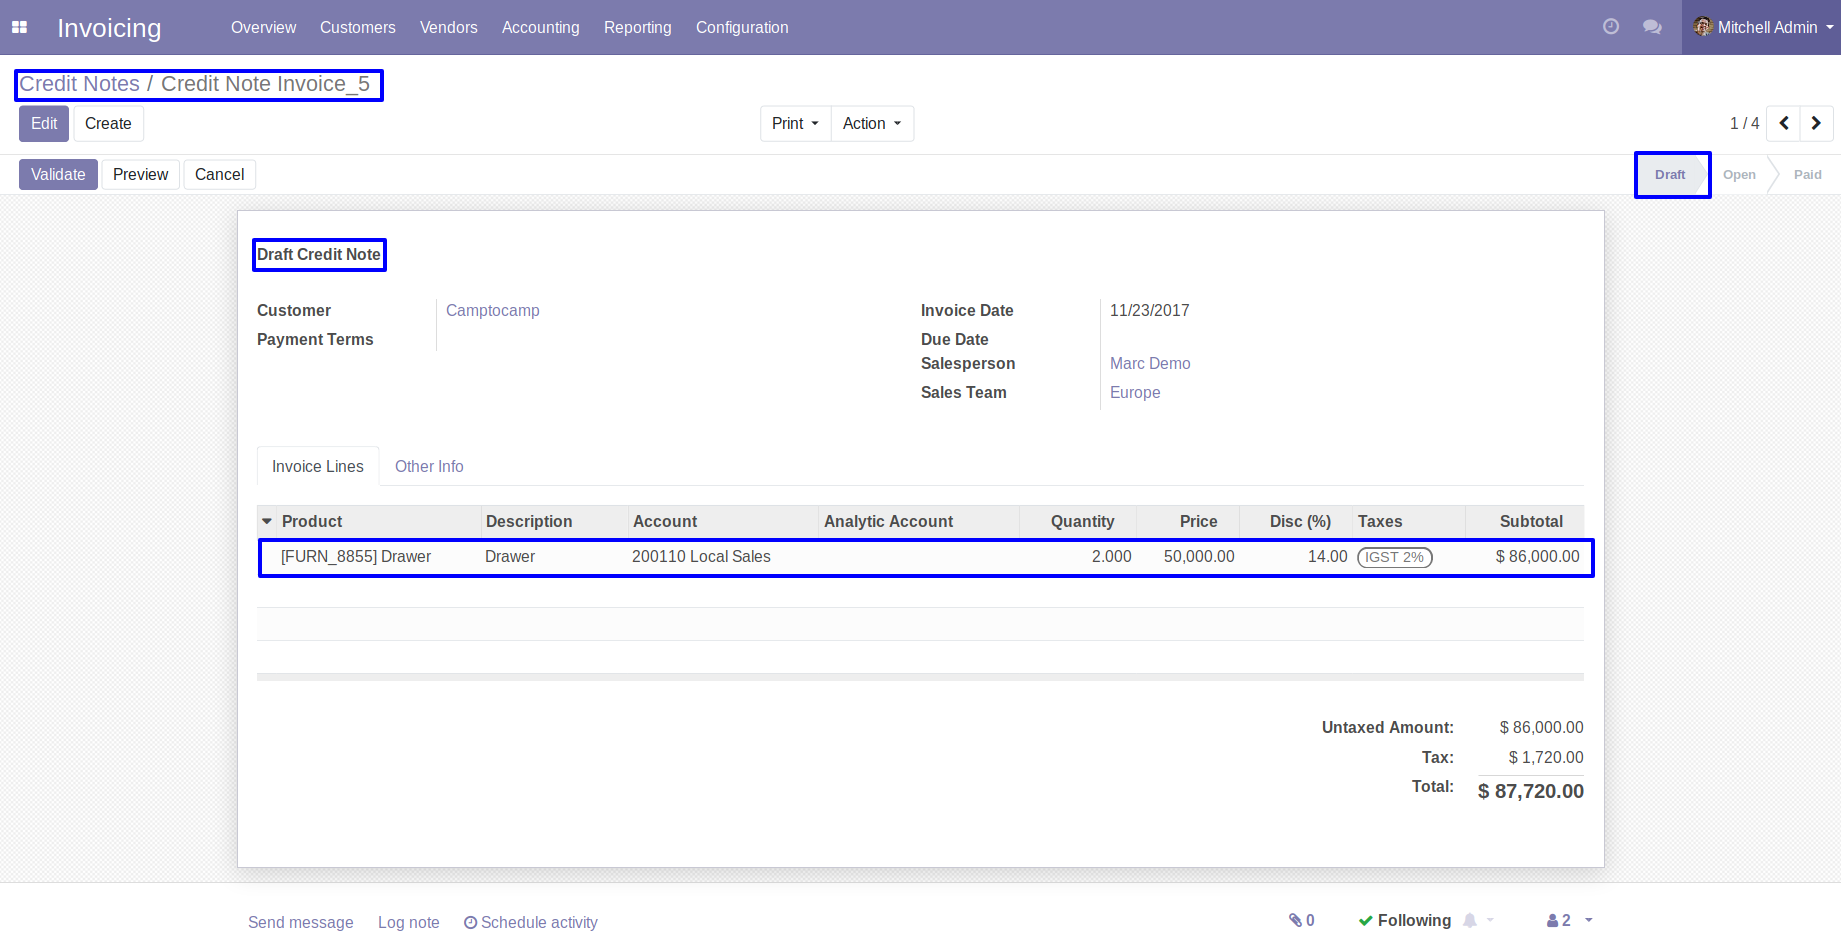 Invoicing Overview Customers Vendors Accounting Reporting Configuration Mitchell Admin
Credit Notes / Credit Note Invoice_5
Edit Create Print Action 1 / 4
Validate Preview Cancel Draft Open Paid
Draft Credit Note
Customer Camptocamp Invoice Date 11/23/2017
Payment Terms Due Date
Salesperson Marc Demo
Sales Team Europe
Invoice Lines Other Info
Product Description Account Analytic Account Quantity Price Disc (%) Taxes Subtotal
[FURN_8855] Drawer Drawer 200110 Local Sales 2.000 50,000.00 14.00 IGST 2% $ 86,000.00
Untaxed Amount: $ 86,000.00
Tax: $ 1,720.00
Total: $ 87,720.00
Send message Log note Schedule activity 0 Following 2